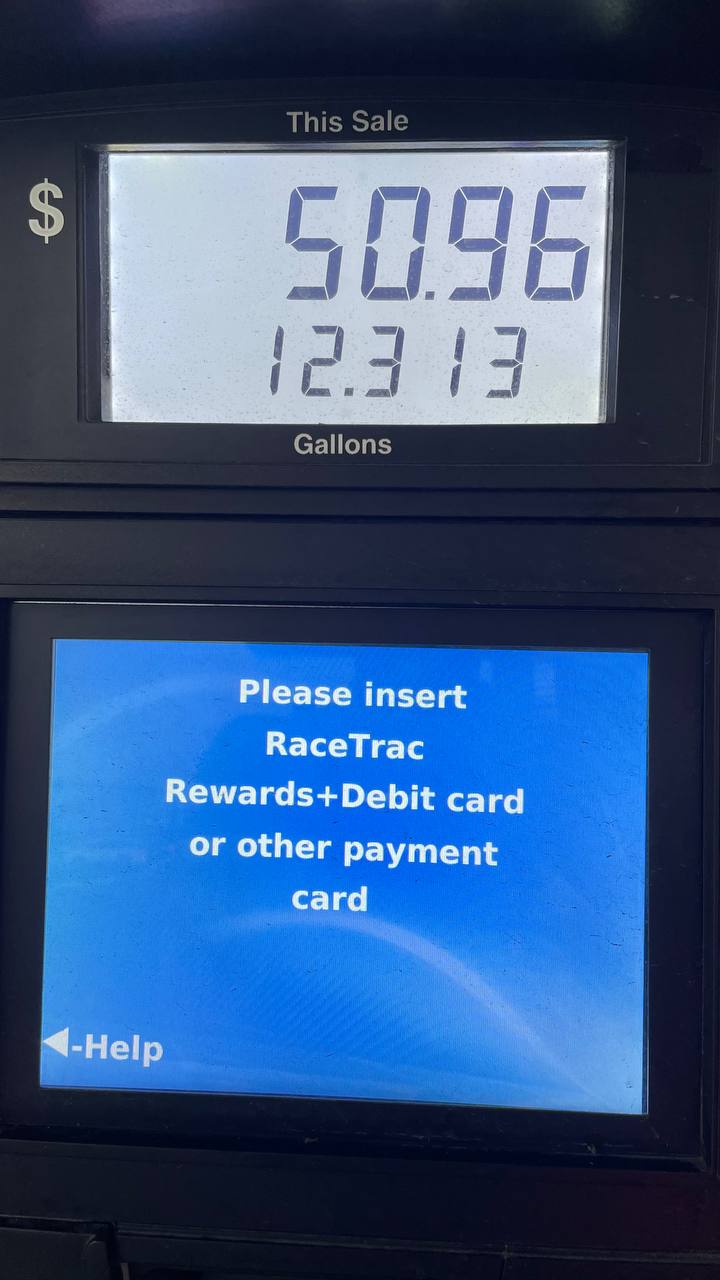 This Sale
$ 50.96
12.313
Gallons
Please insert
RaceTrac
Rewards+Debit card
or other payment
card
◀-Help